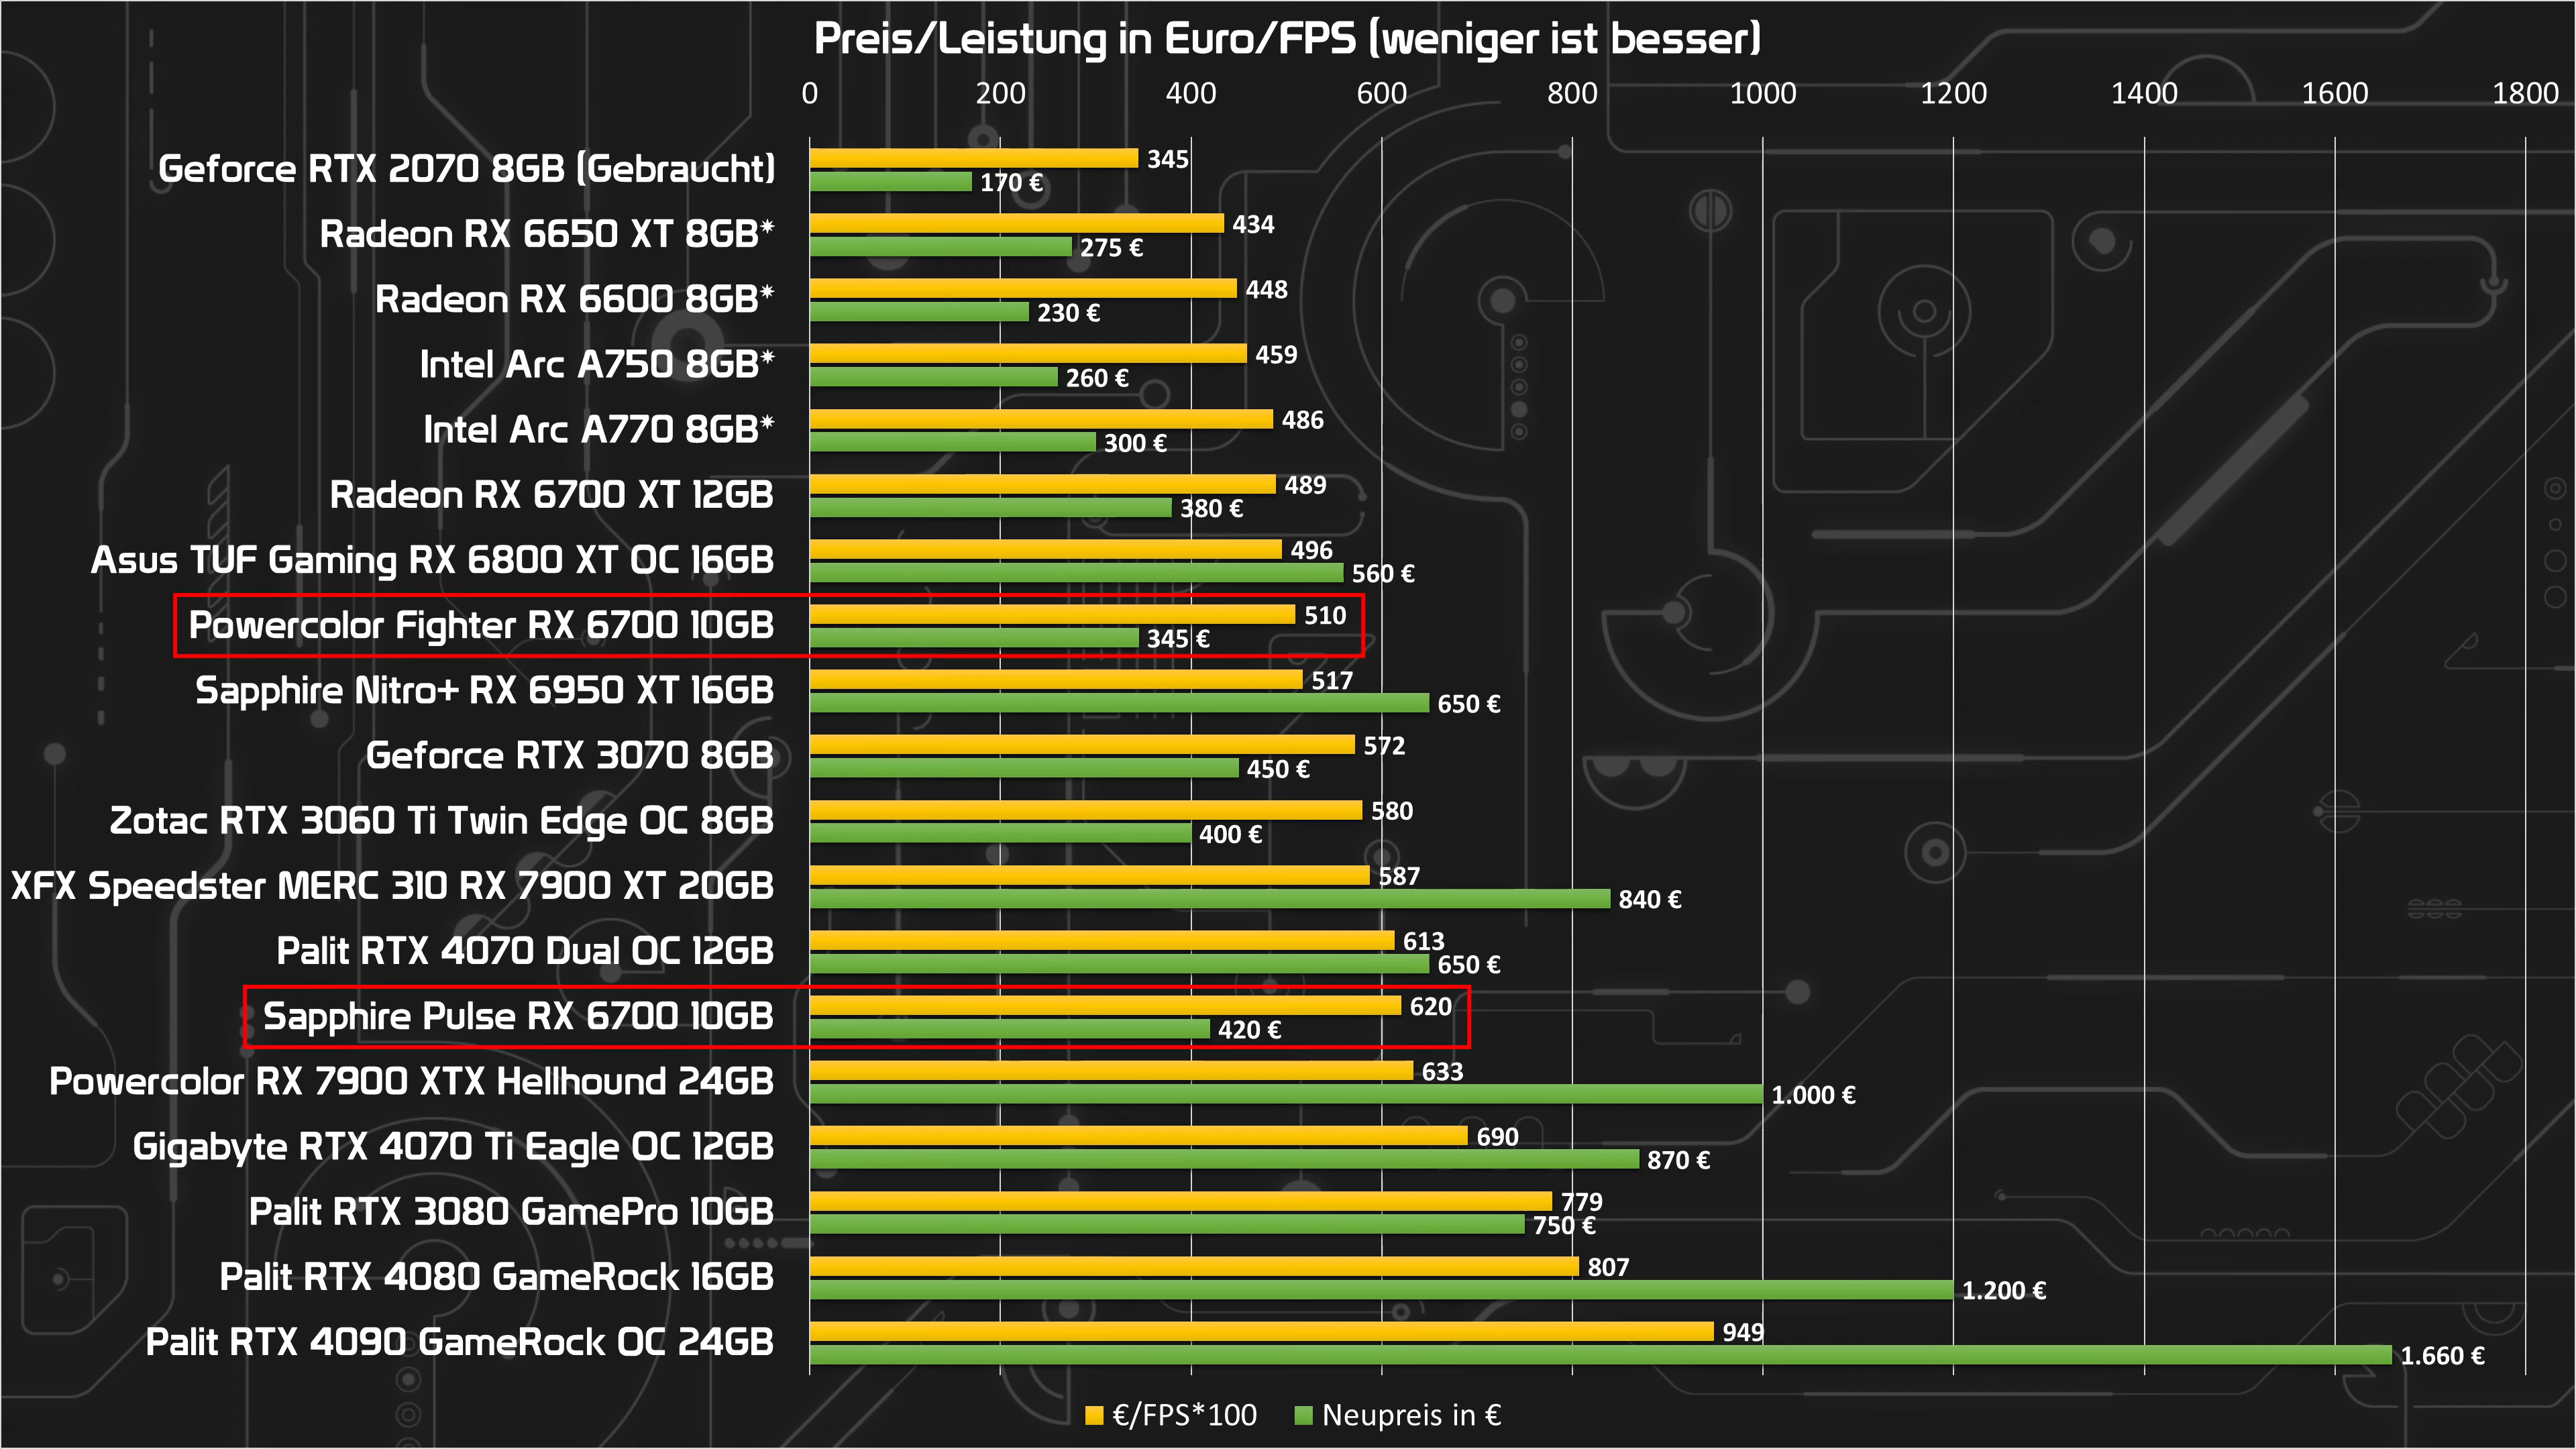 Preis/Leistung in Euro/FPS (weniger ist besser)
0 200 400 600 800 1000 1200 1400 1600 1800
Geforce RTX 2070 8GB (Gebraucht) 345
170 €
Radeon RX 6650 XT 8GB* 434
275 €
Radeon RX 6600 8GB* 448
230 €
Intel Arc A750 8GB* 459
260 €
Intel Arc A770 8GB* 486
300 €
Radeon RX 6700 XT 12GB 489
380 €
Asus TUF Gaming RX 6800 XT OC 16GB 496
560 €
Powercolor Fighter RX 6700 10GB 510
345 €
Sapphire Nitro+ RX 6950 XT 16GB 517
650 €
Geforce RTX 3070 8GB 572
450 €
Zotac RTX 3060 Ti Twin Edge OC 8GB 580
400 €
XFX Speedster MERC 310 RX 7900 XT 20GB 587
840 €
Palit RTX 4070 Dual OC 12GB 613
650 €
Sapphire Pulse RX 6700 10GB 620
420 €
Powercolor RX 7900 XTX Hellhound 24GB 633
1.000 €
Gigabyte RTX 4070 Ti Eagle OC 12GB 690
870 €
Palit RTX 3080 GamePro 10GB 779
750 €
Palit RTX 4080 GameRock 16GB 807
1.200 €
Palit RTX 4090 GameRock OC 24GB 949
1.660 €
€/FPS*100 Neupreis in €